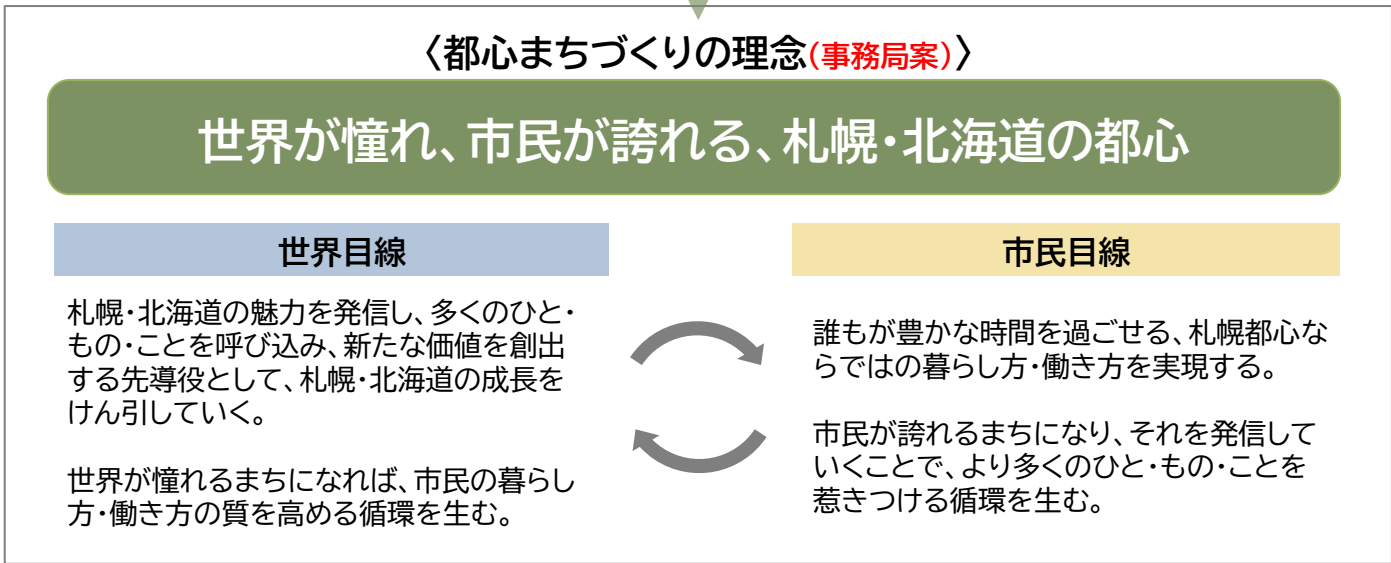 〈都心まちづくりの理念(事務局案)〉
世界が憧れ、市民が誇れる、札幌・北海道の都心
世界目線
札幌・北海道の魅力を発信し、多くのひと・
もの・ことを呼び込み、新たな価値を創出
する先導役として、札幌・北海道の成長を
けん引していく。
世界が憧れるまちになれば、市民の暮らし
方・働き方の質を高める循環を生む。
市民目線
誰もが豊かな時間を過ごせる、札幌都心な
らではの暮らし方・働き方を実現する。
市民が誇れるまちになり、それを発信して
いくことで、より多くのひと・もの・ことを
惹きつける循環を生む。